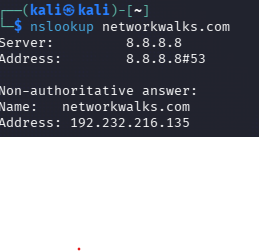 ┌──(kali㉿kali)-[~]
└─$ nslookup networkwalks.com
Server:         8.8.8.8
Address:        8.8.8.8#53

Non-authoritative answer:
Name:   networkwalks.com
Address: 192.232.216.135